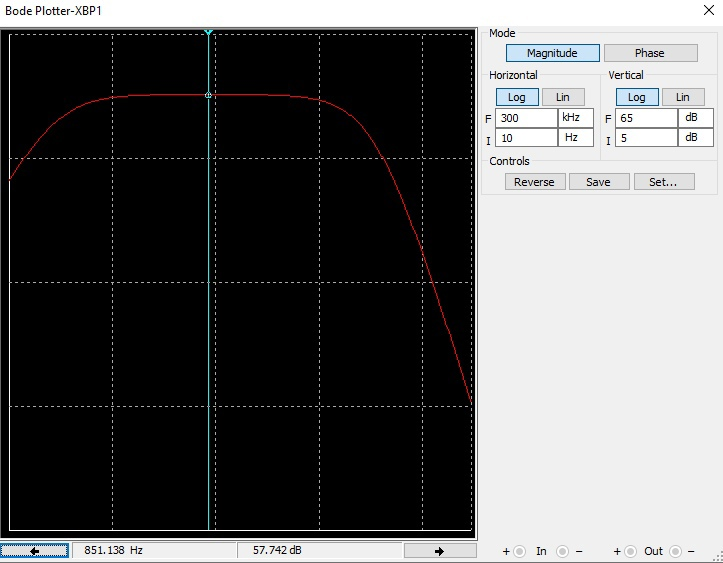 Bode Plotter-XBP1
Mode
Magnitude Phase
Horizontal Vertical
Log Lin Log Lin
F 300 kHz F 65 dB
I 10 Hz I 5 dB
Controls
Reverse Save Set...
851.138 Hz 57.742 dB + In − + Out −